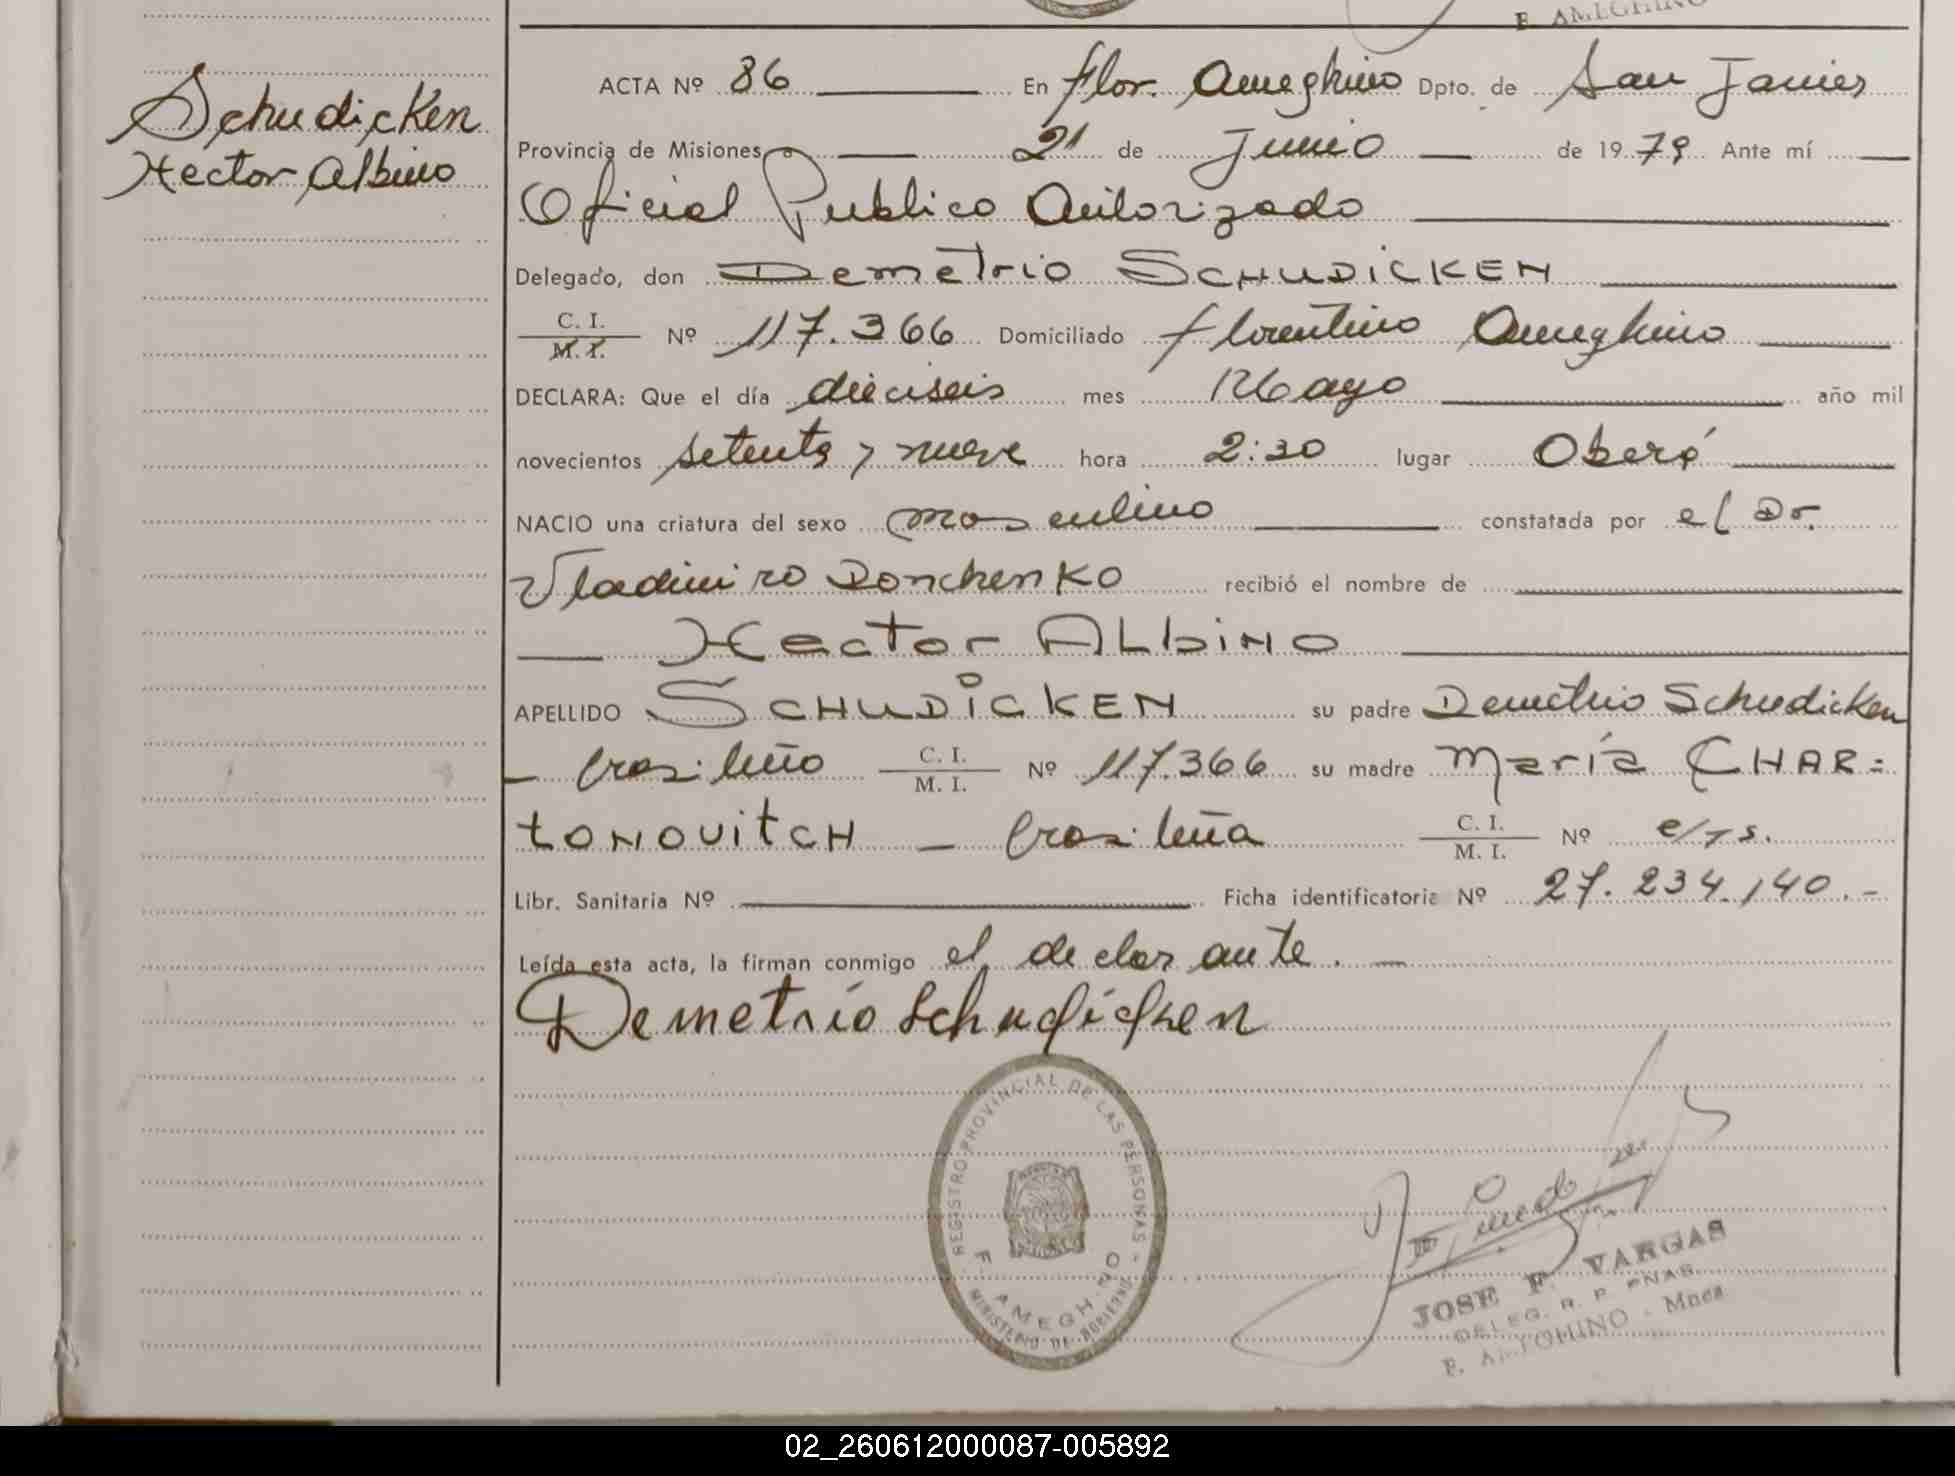 Schudicken
Hector Albino
F. AMEGHINO
ACTA Nº 86 En Flor. Ameghino Dpto. de San Javier
Provincia de Misiones a 21 de Junio de 1979 Ante mí
Oficial Publico Autorizado
Delegado, don Demetrio SCHUDICKEN
C. I. / M. I. Nº 117.366 Domiciliado Florentino Ameghino
DECLARA: Que el día dieciseis mes Mayo año mil
novecientos setenta y nueve hora 2:30 lugar Oberá
NACIO una criatura del sexo masculino constatada por el Dr.
Vladimiro Donchenko recibió el nombre de
Hector Albino
APELLIDO SCHUDICKEN su padre Demetrio Schudicken
brasileño C. I. / M. I. Nº 117.366 su madre María CHAR=
tonovitch - brasileña C. I. / M. I. Nº
Libr. Sanitaria Nº Ficha identificatoria Nº 27.234.140.-
Leída esta acta, la firman conmigo el declarante. -
Demetrio Schudicken
REGISTRO PROVINCIAL DE LAS PERSONAS -
F. AMEGHINO
MINISTERIO DE GOBIERNO
JOSE F. VARGAS
DELEG. R. P. PNAS
F. AMEGHINO - Mnes
02_260612000087-005892